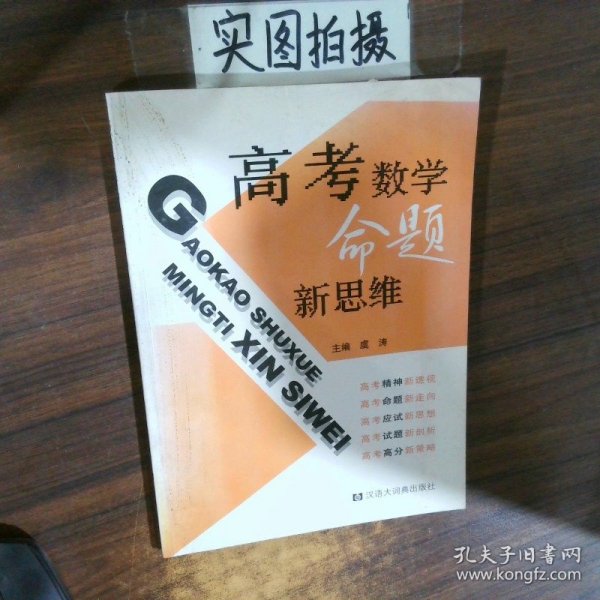 实图拍摄
高考数学
命题
新思维
GAOKAO SHUXUE
MINGTI XIN SIWEI
主编 虞涛
高考精神新透视
高考命题新走向
高考应试新思想
高考试题新剖析
高考高分新策略
汉语大词典出版社
孔夫子旧书网
www.kongfz.com